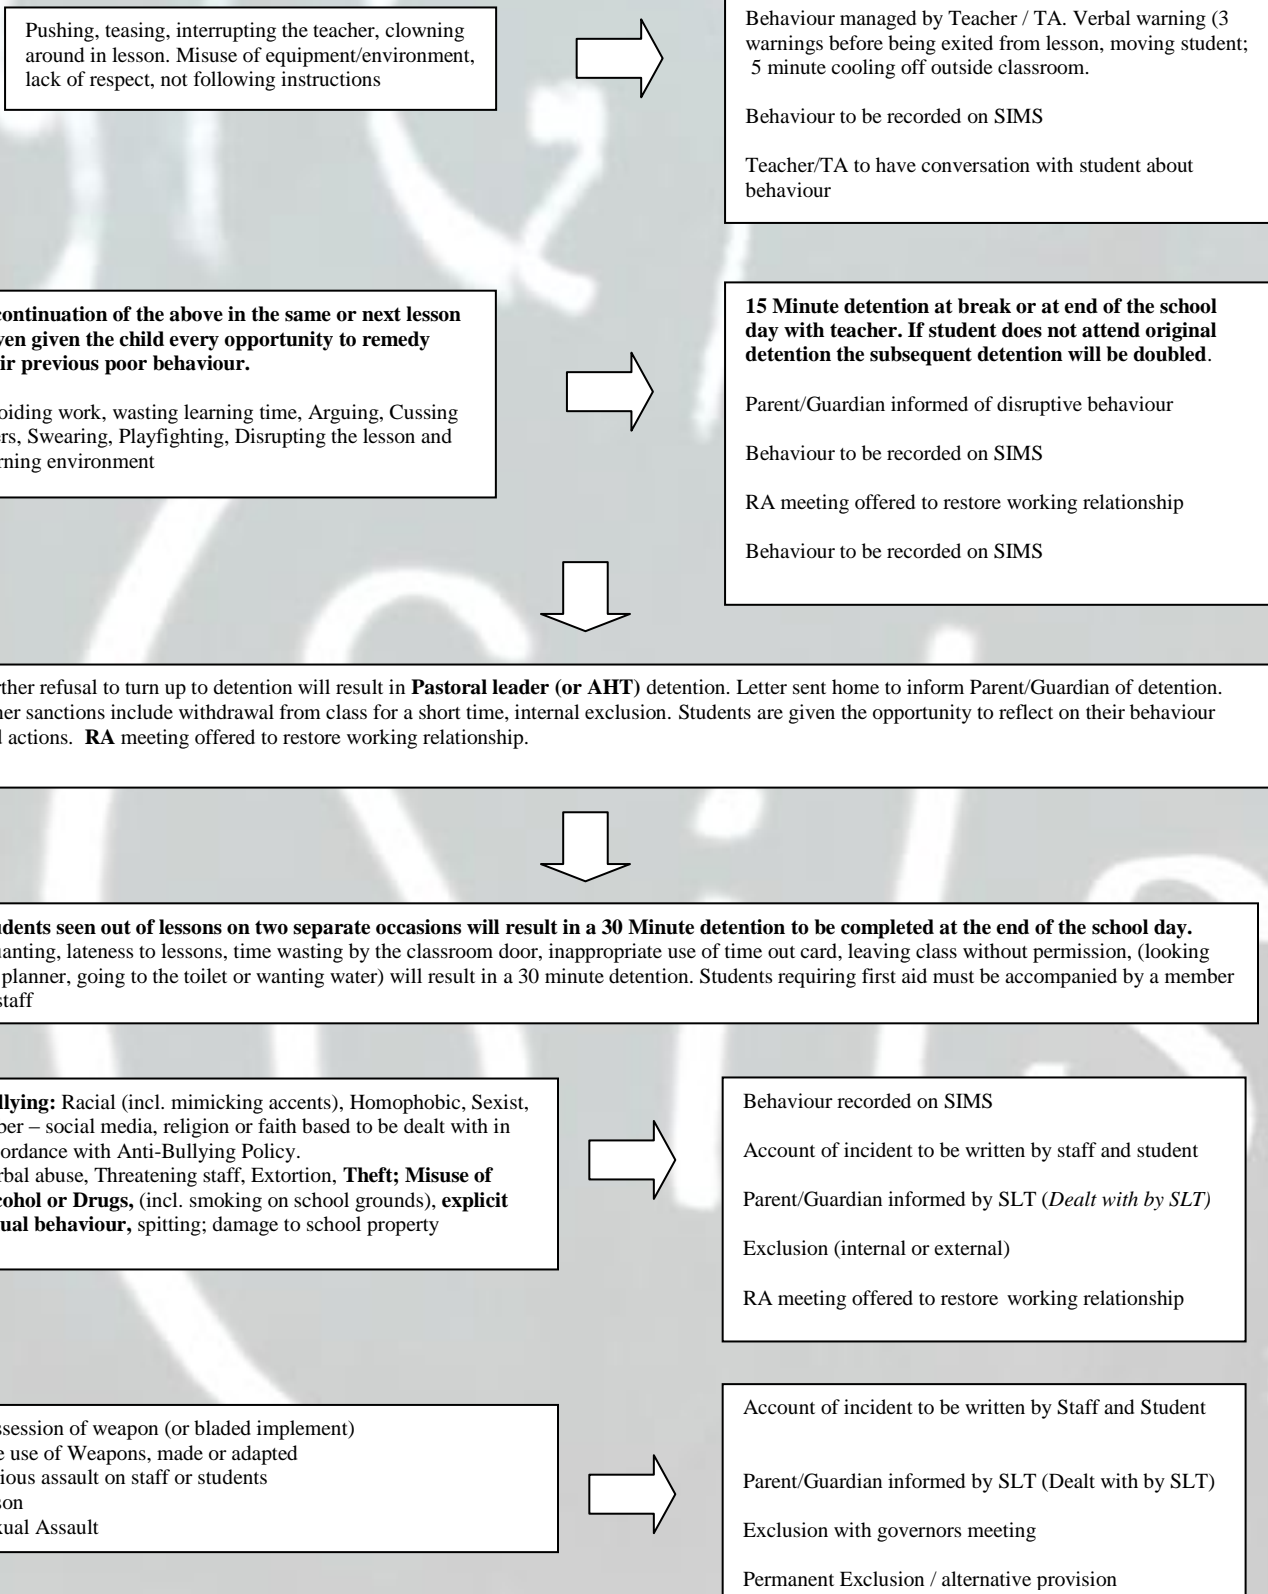 Pushing, teasing, interrupting the teacher, clowning
around in lesson. Misuse of equipment/environment,
lack of respect, not following instructions
Behaviour managed by Teacher / TA. Verbal warning (3
warnings before being exited from lesson, moving student;
5 minute cooling off outside classroom.
Behaviour to be recorded on SIMS
Teacher/TA to have conversation with student about
behaviour
continuation of the above in the same or next lesson
ven given the child every opportunity to remedy
ir previous poor behaviour.
oiding work, wasting learning time, Arguing, Cussing
ers, Swearing, Playfighting, Disrupting the lesson and
rning environment
15 Minute detention at break or at end of the school
day with teacher. If student does not attend original
detention the subsequent detention will be doubled.
Parent/Guardian informed of disruptive behaviour
Behaviour to be recorded on SIMS
RA meeting offered to restore working relationship
Behaviour to be recorded on SIMS
rther refusal to turn up to detention will result in Pastoral leader (or AHT) detention. Letter sent home to inform Parent/Guardian of detention.
her sanctions include withdrawal from class for a short time, internal exclusion. Students are given the opportunity to reflect on their behaviour
d actions. RA meeting offered to restore working relationship.
udents seen out of lessons on two separate occasions will result in a 30 Minute detention to be completed at the end of the school day.
uanting, lateness to lessons, time wasting by the classroom door, inappropriate use of time out card, leaving class without permission, (looking
planner, going to the toilet or wanting water) will result in a 30 minute detention. Students requiring first aid must be accompanied by a member
staff
llying: Racial (incl. mimicking accents), Homophobic, Sexist,
ber – social media, religion or faith based to be dealt with in
cordance with Anti-Bullying Policy.
rbal abuse, Threatening staff, Extortion, Theft; Misuse of
cohol or Drugs, (incl. smoking on school grounds), explicit
ual behaviour, spitting; damage to school property
Behaviour recorded on SIMS
Account of incident to be written by staff and student
Parent/Guardian informed by SLT (Dealt with by SLT)
Exclusion (internal or external)
RA meeting offered to restore working relationship
ssession of weapon (or bladed implement)
e use of Weapons, made or adapted
ious assault on staff or students
son
xual Assault
Account of incident to be written by Staff and Student
Parent/Guardian informed by SLT (Dealt with by SLT)
Exclusion with governors meeting
Permanent Exclusion / alternative provision